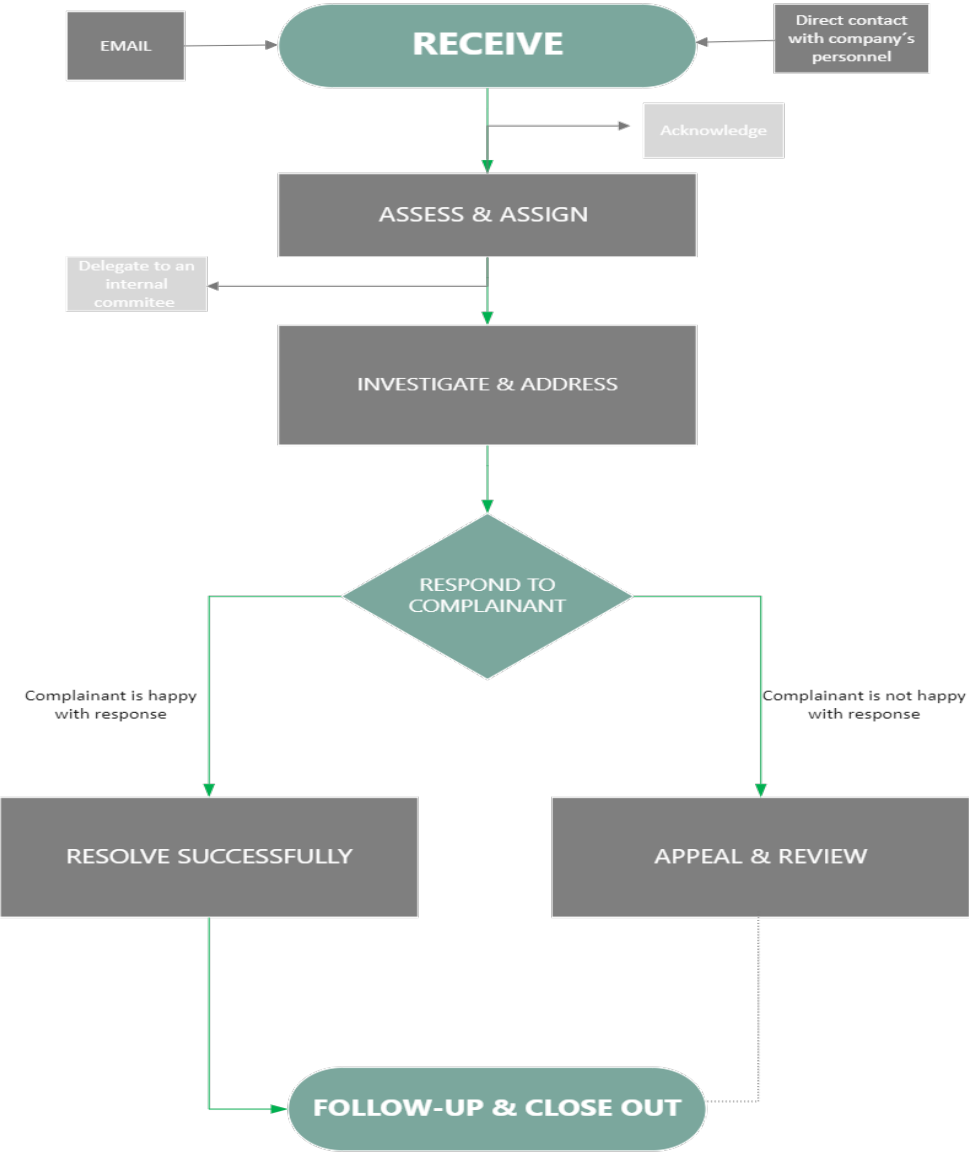 EMAIL
RECEIVE
Direct contact
with company´s
personnel
Acknowledge
ASSESS & ASSIGN
Delegate to an
internal
commitee
INVESTIGATE & ADDRESS
RESPOND TO
COMPLAINANT
Complainant is happy
with response
Complainant is not happy
with response
RESOLVE SUCCESSFULLY
APPEAL & REVIEW
FOLLOW-UP & CLOSE OUT